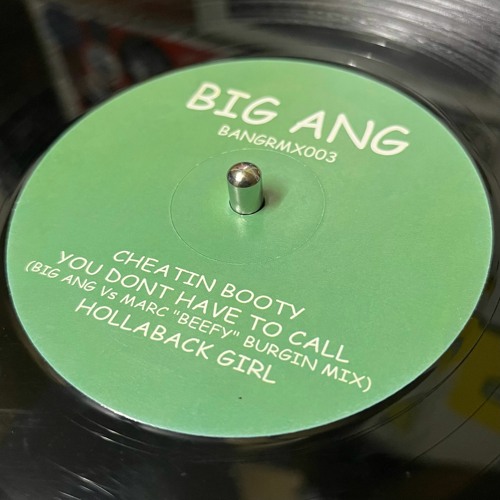 BIG ANG
BANGRMX003
CHEATIN BOOTY
YOU DONT HAVE TO CALL
(BIG ANG Vs MARC "BEEFY" BURGIN MIX)
HOLLABACK GIRL